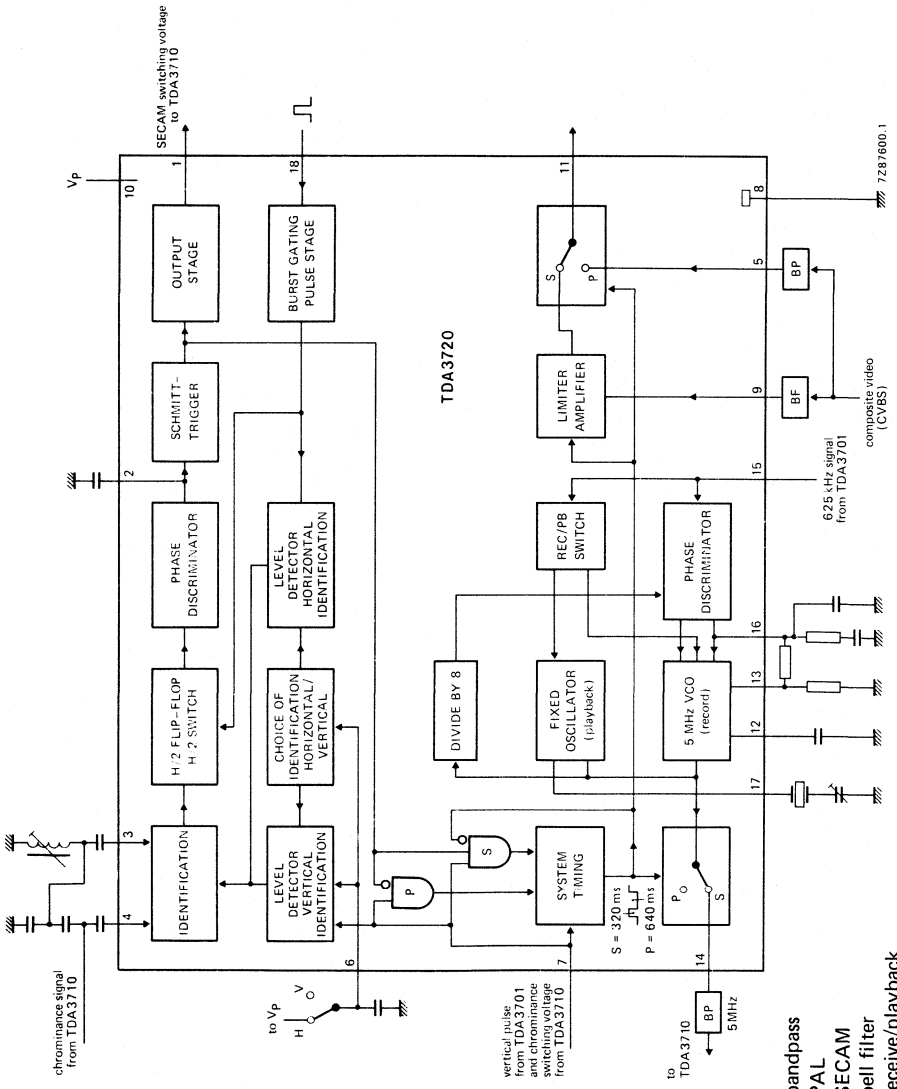 SECAM switching voltage
to TDA3710
VP
10
1
18
11
OUTPUT
STAGE
BURST GATING
PULSE STAGE
SCHMITT-
TRIGGER
2
PHASE
DISCRIMINATOR
LEVEL
DETECTOR
HORIZONTAL
IDENTIFICATION
H/2 FLIP-FLOP
H/2 SWITCH
CHOICE OF
IDENTIFICATION
HORIZONTAL/
VERTICAL
3
4
IDENTIFICATION
LEVEL
DETECTOR
VERTICAL
IDENTIFICATION
chrominance signal
from TDA3710
6
to VP
H
V
TDA3720
S
P
LIMITER
AMPLIFIER
REC/PB
SWITCH
PHASE
DISCRIMINATOR
DIVIDE BY 8
FIXED
OSCILLATOR
(playback)
5 MHz VCO
(record)
S
P
SYSTEM
TIMING
S = 320 ms
P = 640 ms
P
S
7
14
vertical pulse
from TDA3701
and chrominance
switching voltage
from TDA3710
to
TDA3710
BP
5 MHz
8
5
9
15
16
13
12
17
BP
BF
composite video
(CVBS)
625 kHz signal
from TDA3701
7Z87600.1
bandpass
PAL
SECAM
bell filter
receive/playback